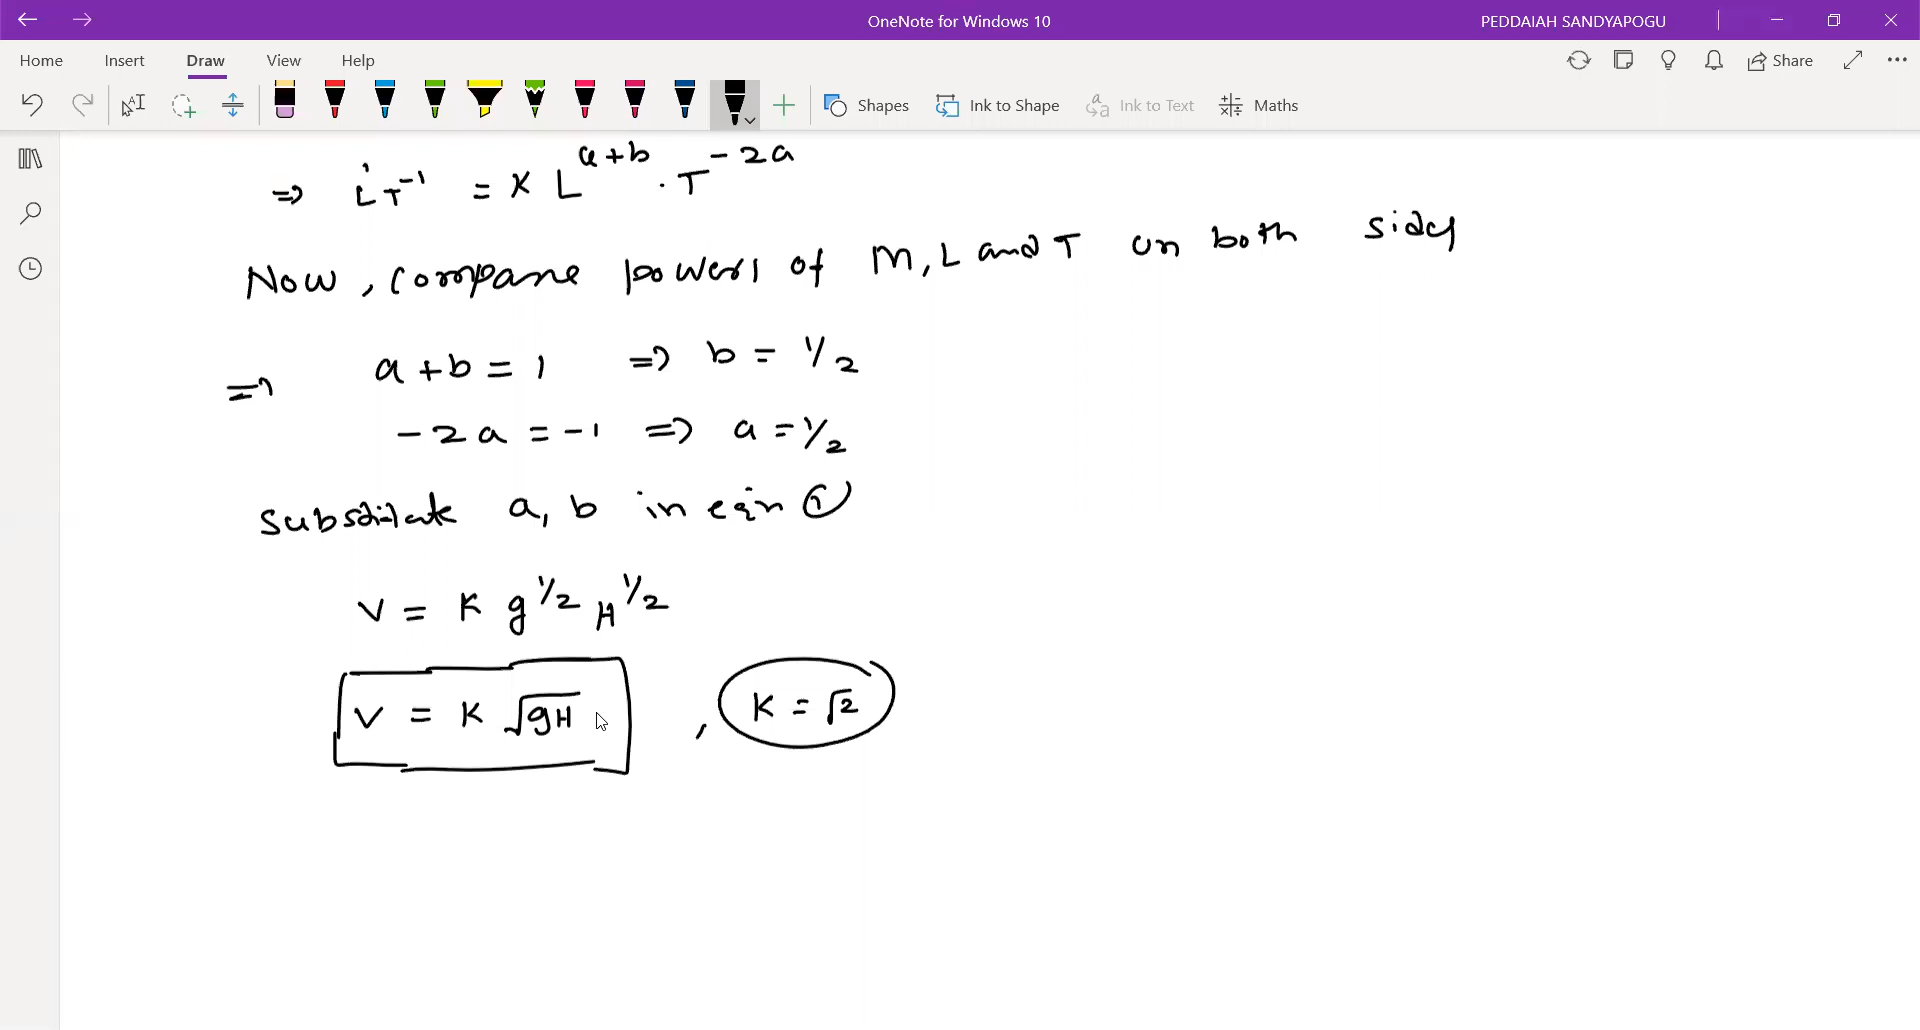 OneNote for Windows 10 PEDDAIAH SANDYAPOGU
Home Insert Draw View Help Share
Shapes Ink to Shape Ink to Text Maths
=> L¹T⁻¹ = K L^(a+b) · T^(-2a)
Now, compare powers of M, L and T on both sides
=> a + b = 1 => b = 1/2
-2a = -1 => a = 1/2
substitute a, b in eqn ①
V = K g^(1/2) H^(1/2)
V = K √gH , K = √2